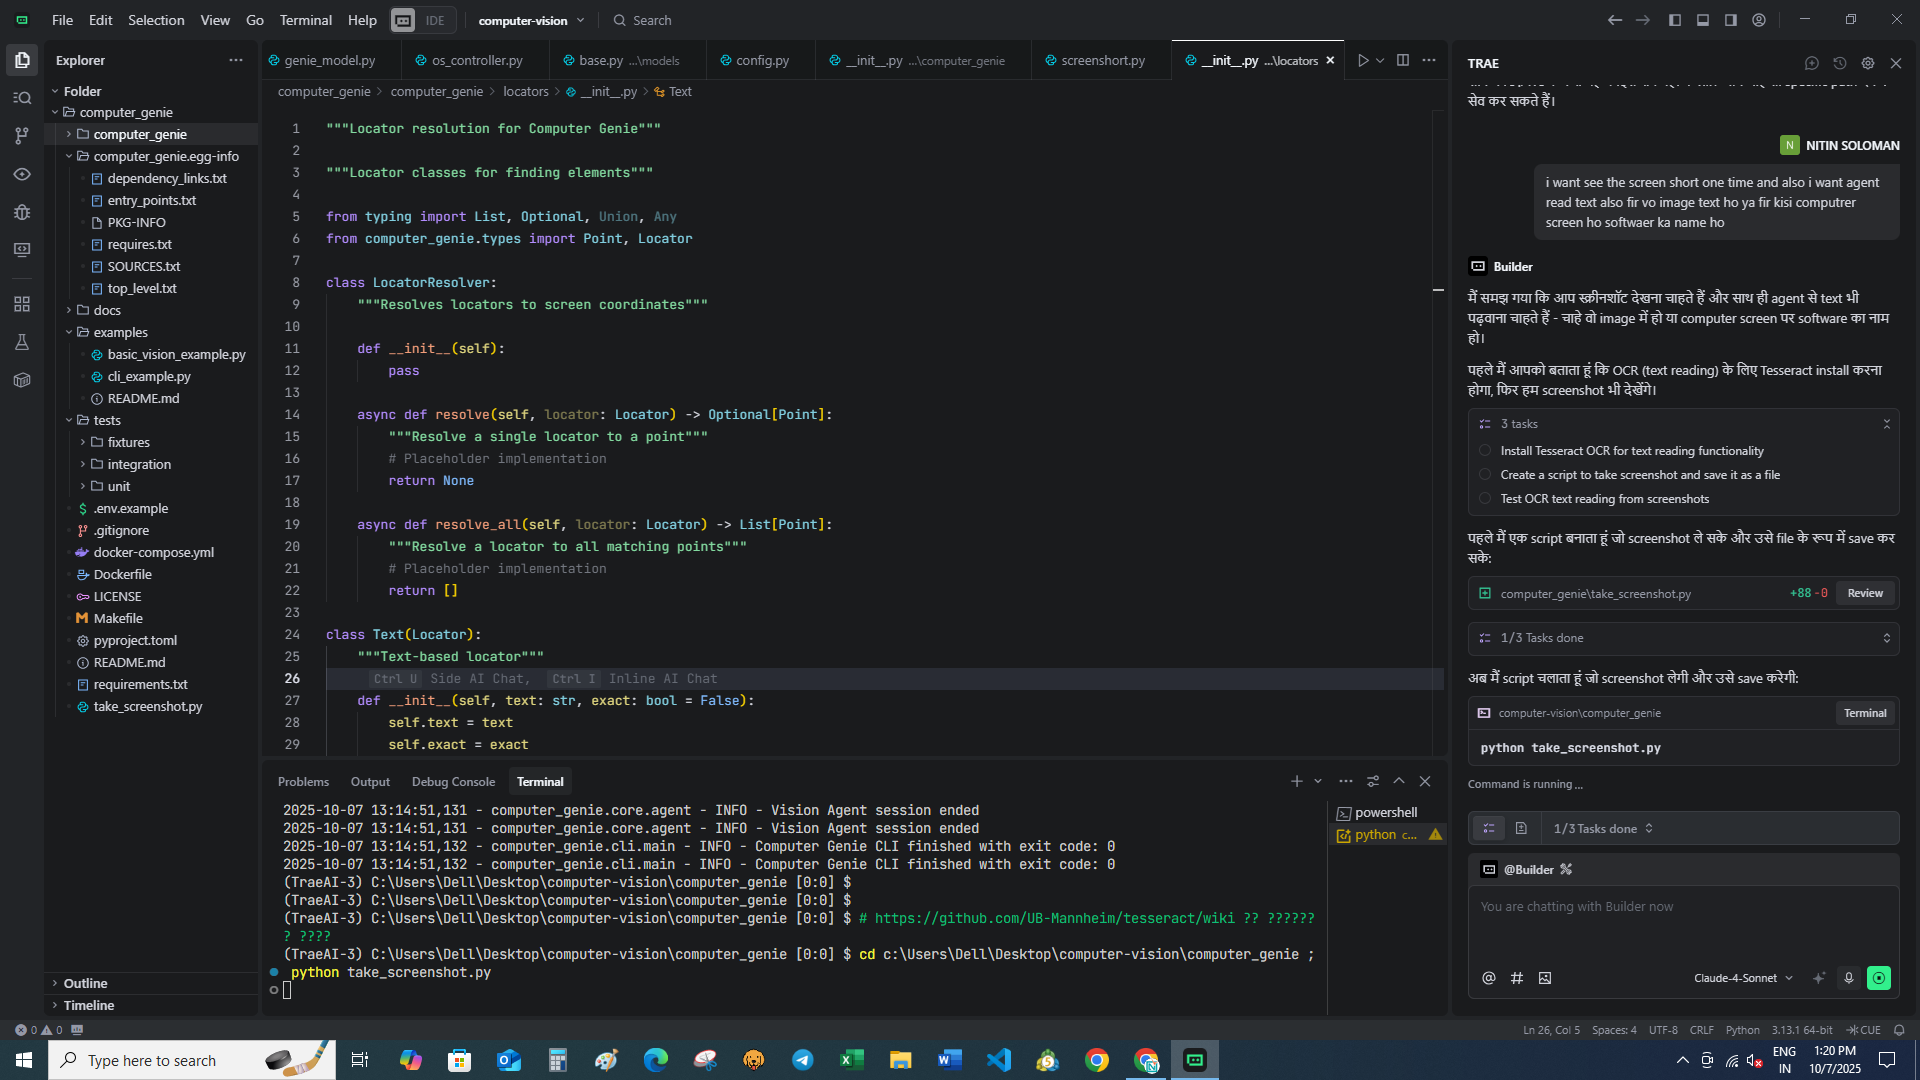 File Edit Selection View Go Terminal Help IDE computer-vision Search
Explorer
Folder
computer_genie
computer_genie
computer_genie.egg-info
dependency_links.txt
entry_points.txt
PKG-INFO
requires.txt
SOURCES.txt
top_level.txt
docs
examples
basic_vision_example.py
cli_example.py
README.md
tests
fixtures
integration
unit
.env.example
.gitignore
docker-compose.yml
Dockerfile
LICENSE
Makefile
pyproject.toml
README.md
requirements.txt
take_screenshot.py
Outline
Timeline
genie_model.py os_controller.py base.py ...\models config.py __init__.py ...\computer_genie screenshort.py __init__.py ...\locators
computer_genie > computer_genie > locators > __init__.py > Text
1 """Locator resolution for Computer Genie"""
2
3 """Locator classes for finding elements"""
4
5 from typing import List, Optional, Union, Any
6 from computer_genie.types import Point, Locator
7
8 class LocatorResolver:
9 """Resolves locators to screen coordinates"""
10
11 def __init__(self):
12 pass
13
14 async def resolve(self, locator: Locator) -> Optional[Point]:
15 """Resolve a single locator to a point"""
16 # Placeholder implementation
17 return None
18
19 async def resolve_all(self, locator: Locator) -> List[Point]:
20 """Resolve a locator to all matching points"""
21 # Placeholder implementation
22 return []
23
24 class Text(Locator):
25 """Text-based locator"""
26 Ctrl U Side AI Chat, Ctrl I Inline AI Chat
27 def __init__(self, text: str, exact: bool = False):
28 self.text = text
29 self.exact = exact
Problems Output Debug Console Terminal
2025-10-07 13:14:51,131 - computer_genie.core.agent - INFO - Vision Agent session ended
2025-10-07 13:14:51,131 - computer_genie.core.agent - INFO - Vision Agent session ended
2025-10-07 13:14:51,132 - computer_genie.cli.main - INFO - Computer Genie CLI finished with exit code: 0
2025-10-07 13:14:51,132 - computer_genie.cli.main - INFO - Computer Genie CLI finished with exit code: 0
(TraeAI-3) C:\Users\Dell\Desktop\computer-vision\computer_genie [0:0] $
(TraeAI-3) C:\Users\Dell\Desktop\computer-vision\computer_genie [0:0] $
(TraeAI-3) C:\Users\Dell\Desktop\computer-vision\computer_genie [0:0] $ # https://github.com/UB-Mannheim/tesseract/wiki ?? ??????
? ????
(TraeAI-3) C:\Users\Dell\Desktop\computer-vision\computer_genie [0:0] $ cd c:\Users\Dell\Desktop\computer-vision\computer_genie ;
python take_screenshot.py
powershell
python c...
TRAE
सेव कर सकते हैं।
N NITIN SOLOMAN
i want see the screen short one time and also i want agent
read text also fir vo image text ho ya fir kisi computrer
screen ho softwaer ka name ho
Builder
मैं समझ गया कि आप स्क्रीनशॉट देखना चाहते हैं और साथ ही agent से text भी
पढ़वाना चाहते हैं - चाहे वो image में हो या computer screen पर software का नाम
हो।
पहले मैं आपको बताता हूं कि OCR (text reading) के लिए Tesseract install करना
होगा, फिर हम screenshot भी देखेंगे।
3 tasks
Install Tesseract OCR for text reading functionality
Create a script to take screenshot and save it as a file
Test OCR text reading from screenshots
पहले मैं एक script बनाता हूं जो screenshot ले सके और उसे file के रूप में save कर
सके:
computer_genie\take_screenshot.py +88 -0 Review
1/3 Tasks done
अब मैं script चलाता हूं जो screenshot लेगी और उसे save करेगी:
computer-vision\computer_genie Terminal
python take_screenshot.py
Command is running ...
1/3 Tasks done
@Builder
You are chatting with Builder now
Claude-4-Sonnet
0 0 Ln 26, Col 5 Spaces: 4 UTF-8 CRLF Python 3.13.1 64-bit CUE
Type here to search
ENG
IN
1:20 PM
10/7/2025